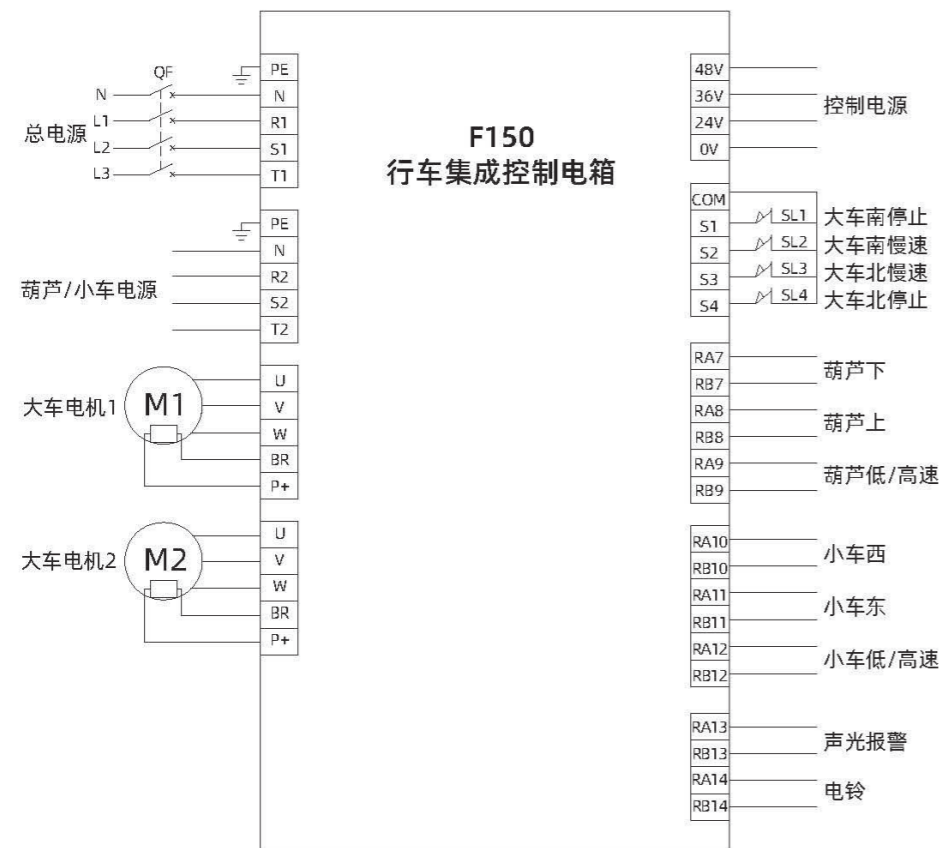 F150
行车集成控制电箱
总电源
QF
N
L1
L2
L3
PE
N
R1
S1
T1
葫芦/小车电源
PE
N
R2
S2
T2
大车电机1
M1
U
V
W
BR
P+
大车电机2
M2
U
V
W
BR
P+
48V
36V
24V
0V
控制电源
COM
S1
SL1 大车南停止
S2
SL2 大车南慢速
S3
SL3 大车北慢速
S4
SL4 大车北停止
RA7
RB7
葫芦下
RA8
RB8
葫芦上
RA9
RB9
葫芦低/高速
RA10
RB10
小车西
RA11
RB11
小车东
RA12
RB12
小车低/高速
RA13
RB13
声光报警
RA14
RB14
电铃